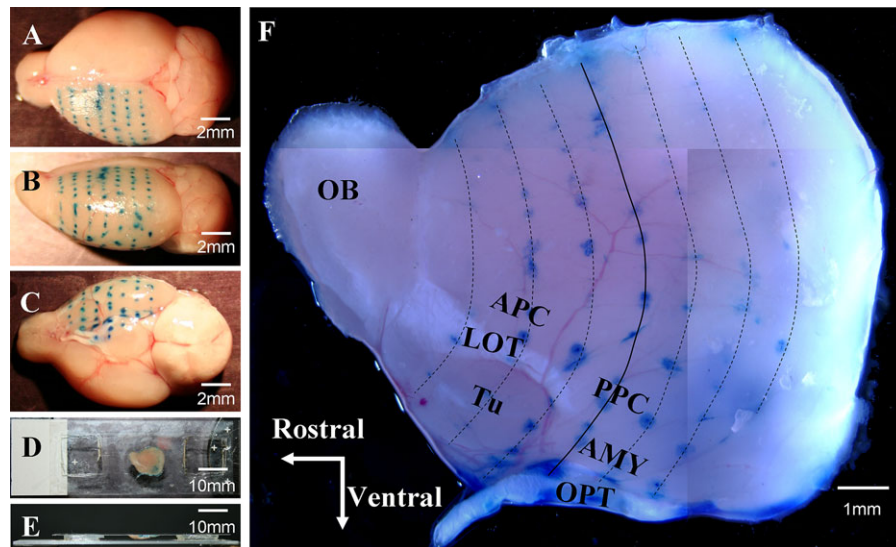 A
2mm
B
2mm
C
2mm
D
10mm
E
10mm
F
OB
APC
LOT
Tu
PPC
AMY
OPT
Rostral
Ventral
1mm